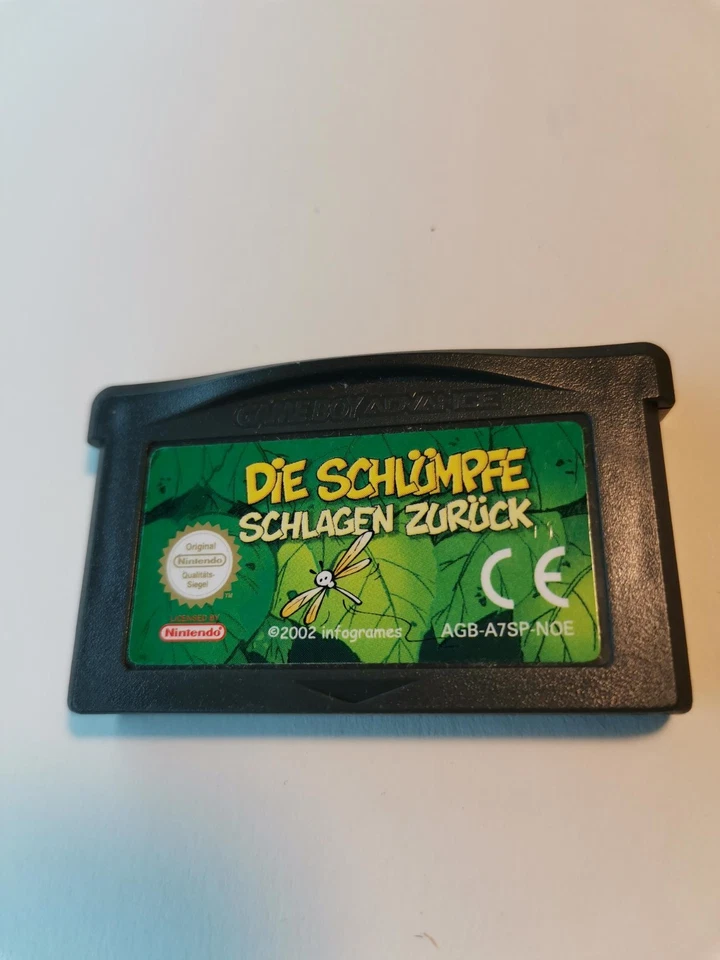 GAME BOY ADVANCE
DIE SCHLÜMPFE
SCHLAGEN ZURÜCK
Original
Nintendo
Qualitäts-
Siegel
TM
LICENSED BY
Nintendo
©2002 infogrames
CE
AGB-A7SP-NOE